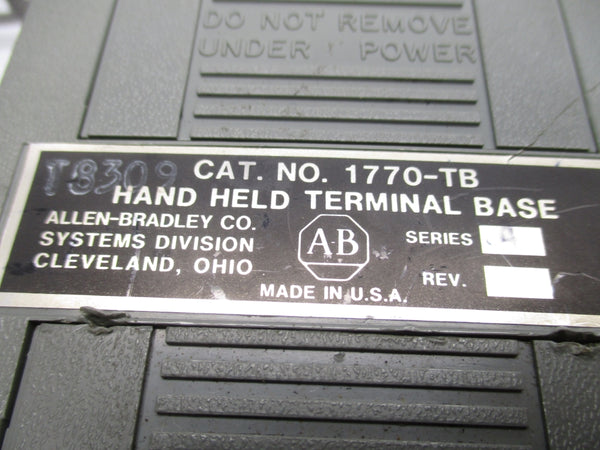 DO NOT REMOVE
UNDER POWER
T8309 CAT. NO. 1770-TB
HAND HELD TERMINAL BASE
ALLEN-BRADLEY CO.
SYSTEMS DIVISION
CLEVELAND, OHIO
A-B
SERIES
REV.
MADE IN U.S.A.